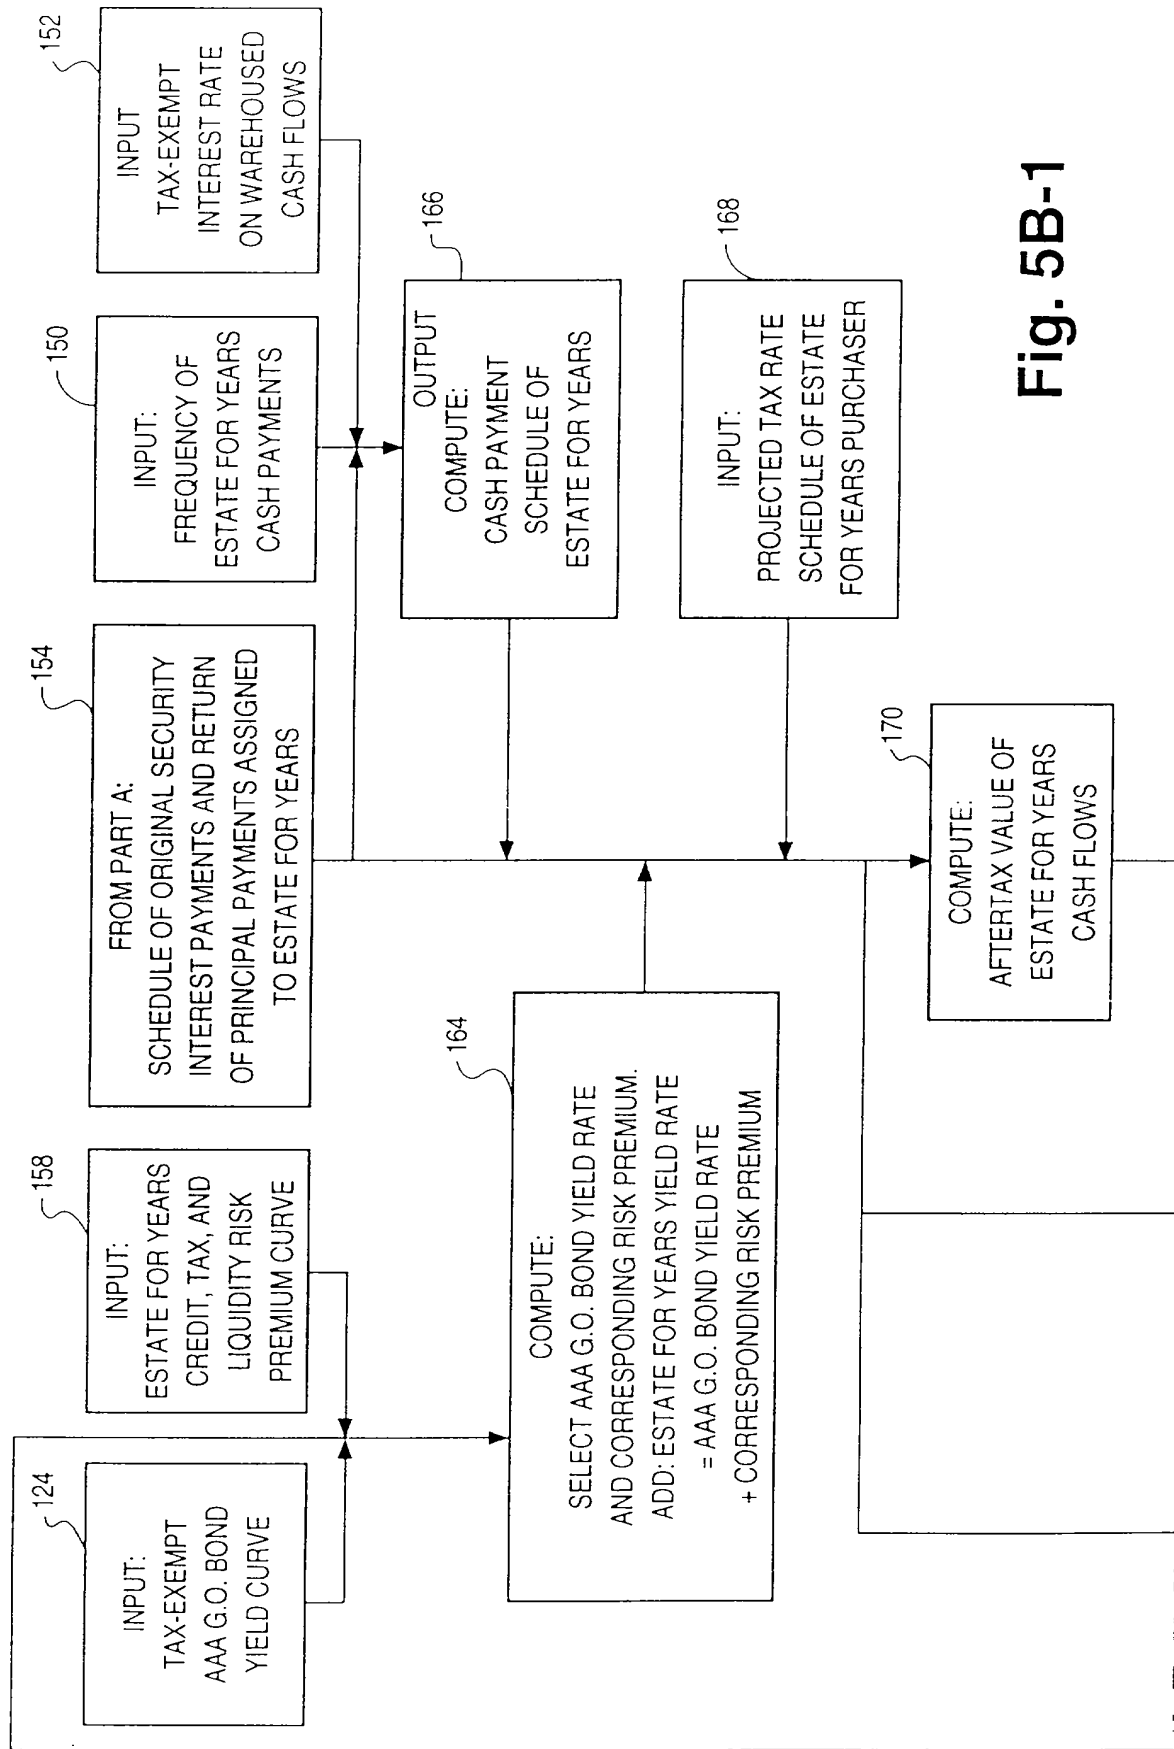 124
INPUT:
TAX-EXEMPT
AAA G.O. BOND
YIELD CURVE
158
INPUT:
ESTATE FOR YEARS
CREDIT, TAX, AND
LIQUIDITY RISK
PREMIUM CURVE
154
FROM PART A:
SCHEDULE OF ORIGINAL SECURITY
INTEREST PAYMENTS AND RETURN
OF PRINCIPAL PAYMENTS ASSIGNED
TO ESTATE FOR YEARS
150
INPUT:
FREQUENCY OF
ESTATE FOR YEARS
CASH PAYMENTS
152
INPUT
TAX-EXEMPT
INTEREST RATE
ON WAREHOUSED
CASH FLOWS
164
COMPUTE:
SELECT AAA G.O. BOND YIELD RATE
AND CORRESPONDING RISK PREMIUM.
ADD: ESTATE FOR YEARS YIELD RATE
= AAA G.O. BOND YIELD RATE
+ CORRESPONDING RISK PREMIUM
166
OUTPUT
COMPUTE:
CASH PAYMENT
SCHEDULE OF
ESTATE FOR YEARS
168
INPUT:
PROJECTED TAX RATE
SCHEDULE OF ESTATE
FOR YEARS PURCHASER
170
COMPUTE:
AFTERTAX VALUE OF
ESTATE FOR YEARS
CASH FLOWS
Fig. 5B-1